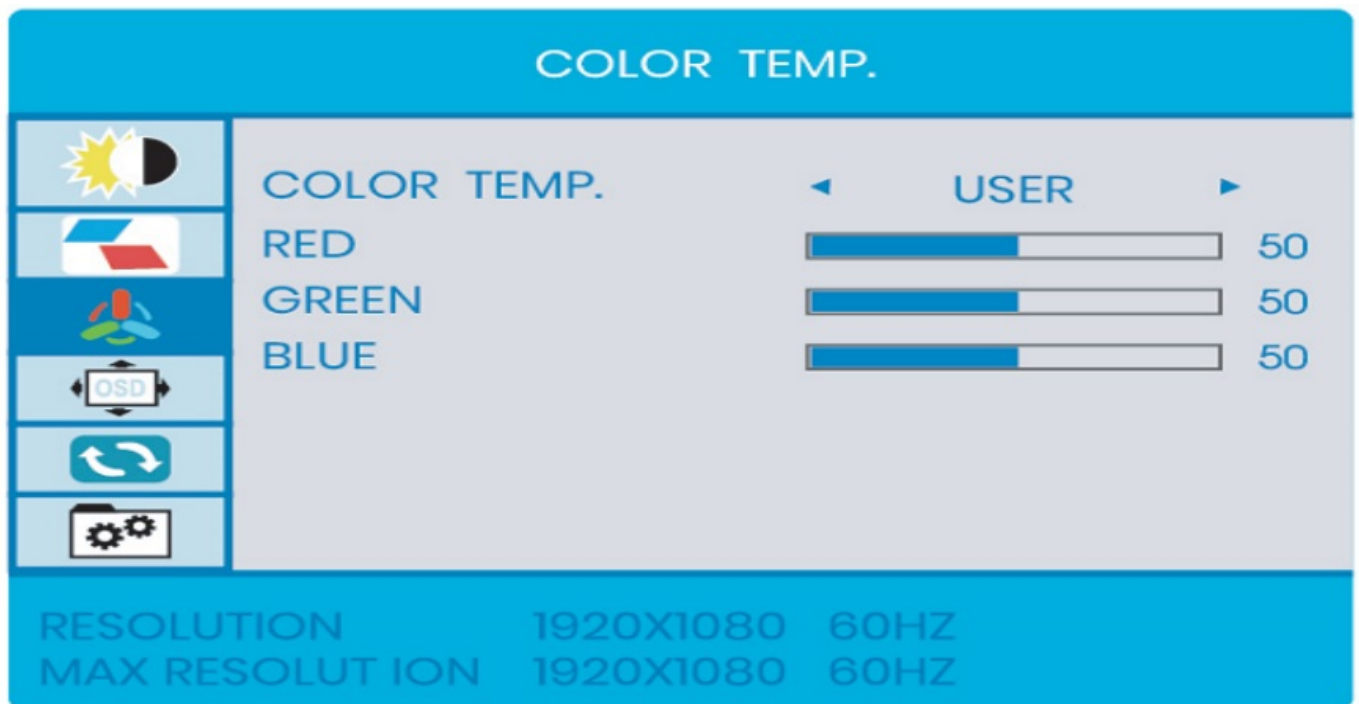 COLOR TEMP.
COLOR TEMP. ◄ USER ►
RED 50
GREEN 50
BLUE 50
OSD
RESOLUTION 1920X1080 60HZ
MAX RESOLUT ION 1920X1080 60HZ